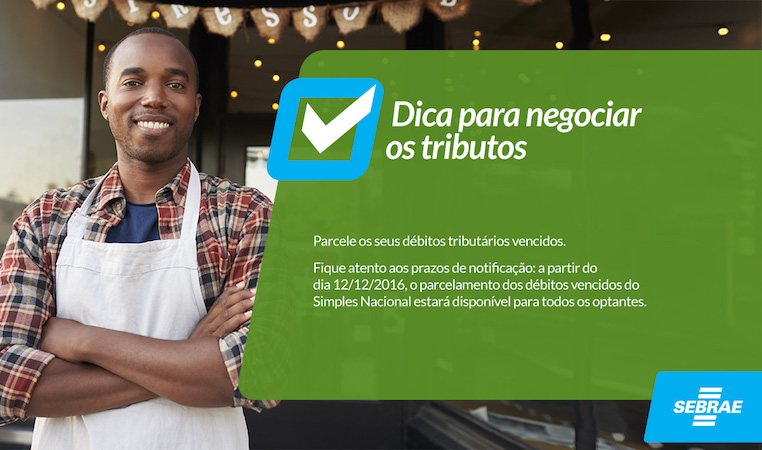 Dica para negociar
os tributos
Parcele os seus débitos tributários vencidos.
Fique atento aos prazos de notificação: a partir do
dia 12/12/2016, o parcelamento dos débitos vencidos do
Simples Nacional estará disponível para todos os optantes.
SEBRAE